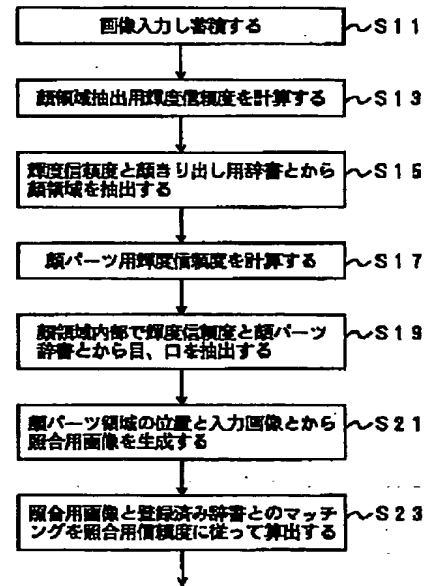 画像入力し蓄積する ～S11
顔領域抽出用輝度信頼度を計算する ～S13
輝度信頼度と顔きり出し用辞書とから ～S15
顔領域を抽出する
顔パーツ用輝度信頼度を計算する ～S17
顔領域内部で輝度信頼度と顔パーツ ～S19
辞書とから目、口を抽出する
顔パーツ領域の位置と入力画像とから ～S21
照合用画像を生成する
照合用画像と登録済み辞書とのマッチ ～S23
ングを照合用信頼度に従って算出する